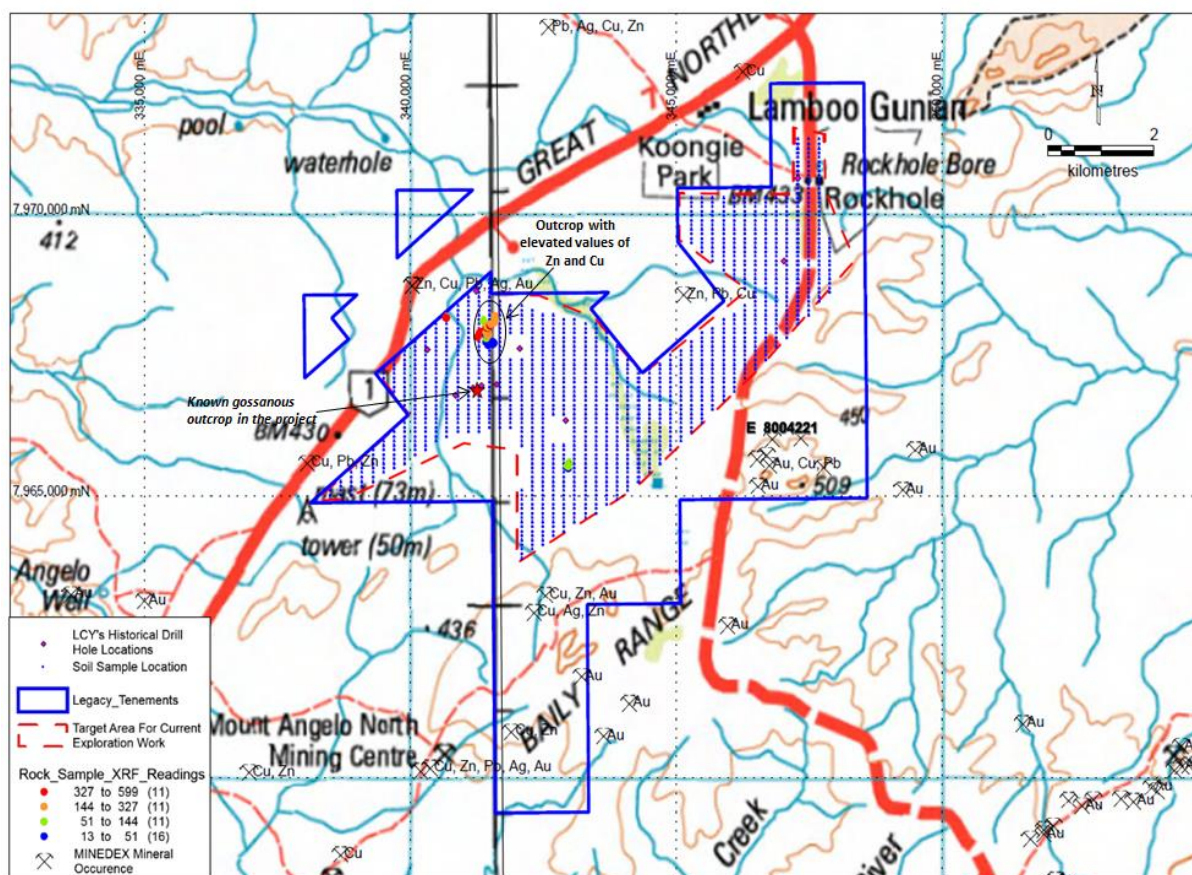 Pb, Ag, Cu, Zn
NORTHE
Cu
335,000 mE
340,000 mE
345,000 mE
N
Lamboo Gunian
0 2
kilometres
pool
waterhole
GREAT
Koongie
Park
Rockhole Bore
BM433
Rockhole
7,970,000 mN
412
Outcrop with
elevated values of
Zn and Cu
Zn, Cu, Pb, Ag, Au
Zn, Pb, Cu
1
Known gossanous
outcrop in the project
BM430
E 8004221
450
Au, Cu, Pb
Au
Au
Au
509
Cu, Pb, Zn
7,965,000 mN
mast (73m)
tower (50m)
Angelo
Well
Au
Au
Cu, Zn, Au
Cu, Ag, Zn
436
RANGE
Au
Au
Au
BAILY
Au
Au
Mount Angelo North
Mining Centre
Cu, Zn
Cu, Zn, Pb, Ag, Au
Au
Au
Au
Cu
Creek
River
LCY's Historical Drill
Hole Locations
Soil Sample Location
Legacy_Tenements
Target Area For Current
Exploration Work
Rock_Sample_XRF_Readings
327 to 599 (11)
144 to 327 (11)
51 to 144 (11)
13 to 51 (16)
MINEDEX Mineral
Occurence